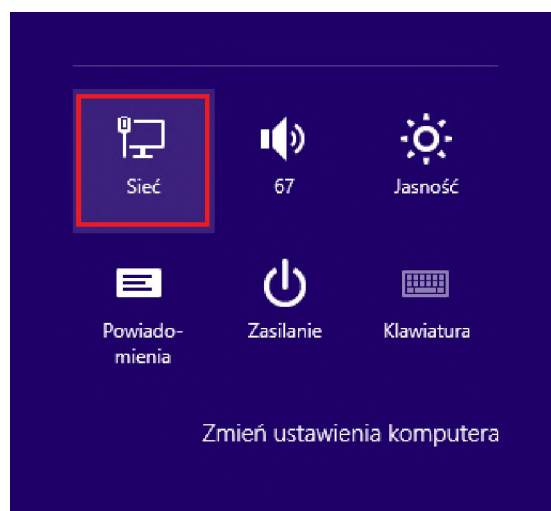 Sieć
67
Jasność
Powiado-
mienia
Zasilanie
Klawiatura
Zmień ustawienia komputera